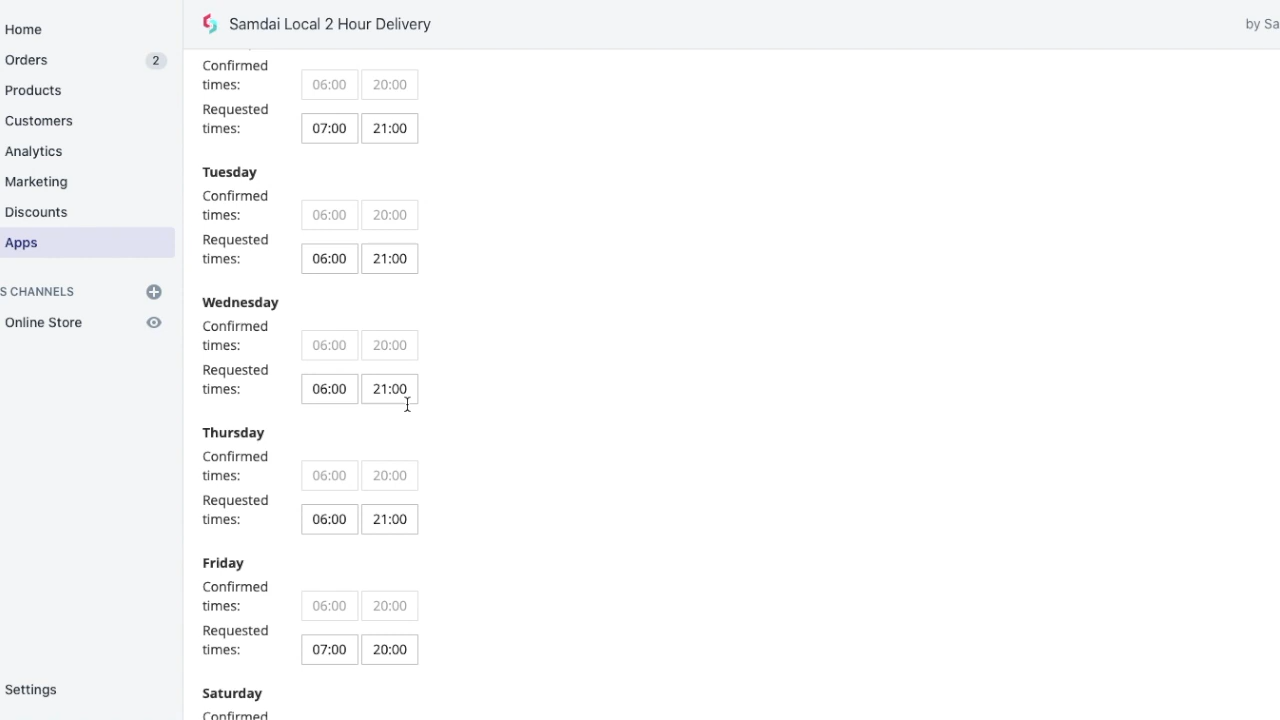 Samdai Local 2 Hour Delivery
by Sa
Home
Orders 2
Products
Customers
Analytics
Marketing
Discounts
Apps
S CHANNELS
Online Store
Settings
Confirmed
times: 06:00 20:00
Requested
times: 07:00 21:00
Tuesday
Confirmed
times: 06:00 20:00
Requested
times: 06:00 21:00
Wednesday
Confirmed
times: 06:00 20:00
Requested
times: 06:00 21:00
Thursday
Confirmed
times: 06:00 20:00
Requested
times: 06:00 21:00
Friday
Confirmed
times: 06:00 20:00
Requested
times: 07:00 20:00
Saturday
Confirmed